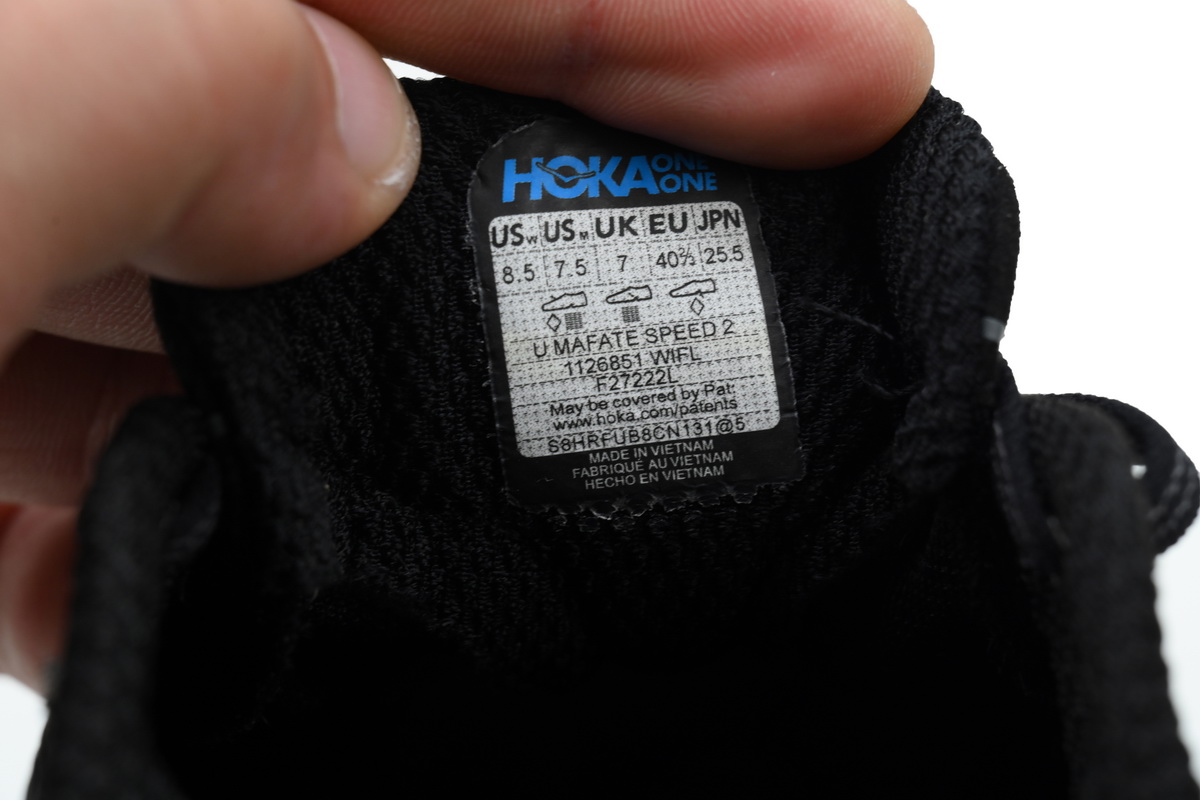 HOKA ONE ONE
USW USM UK EU JPN
8.5 7.5 7 40⅔ 25.5
U MAFATE SPEED 2
1126851 WIFL
F27222L
May be covered by Pat:
www.hoka.com/patents
S8HRFUB8CN131@5
MADE IN VIETNAM
FABRIQUÉ AU VIETNAM
HECHO EN VIETNAM